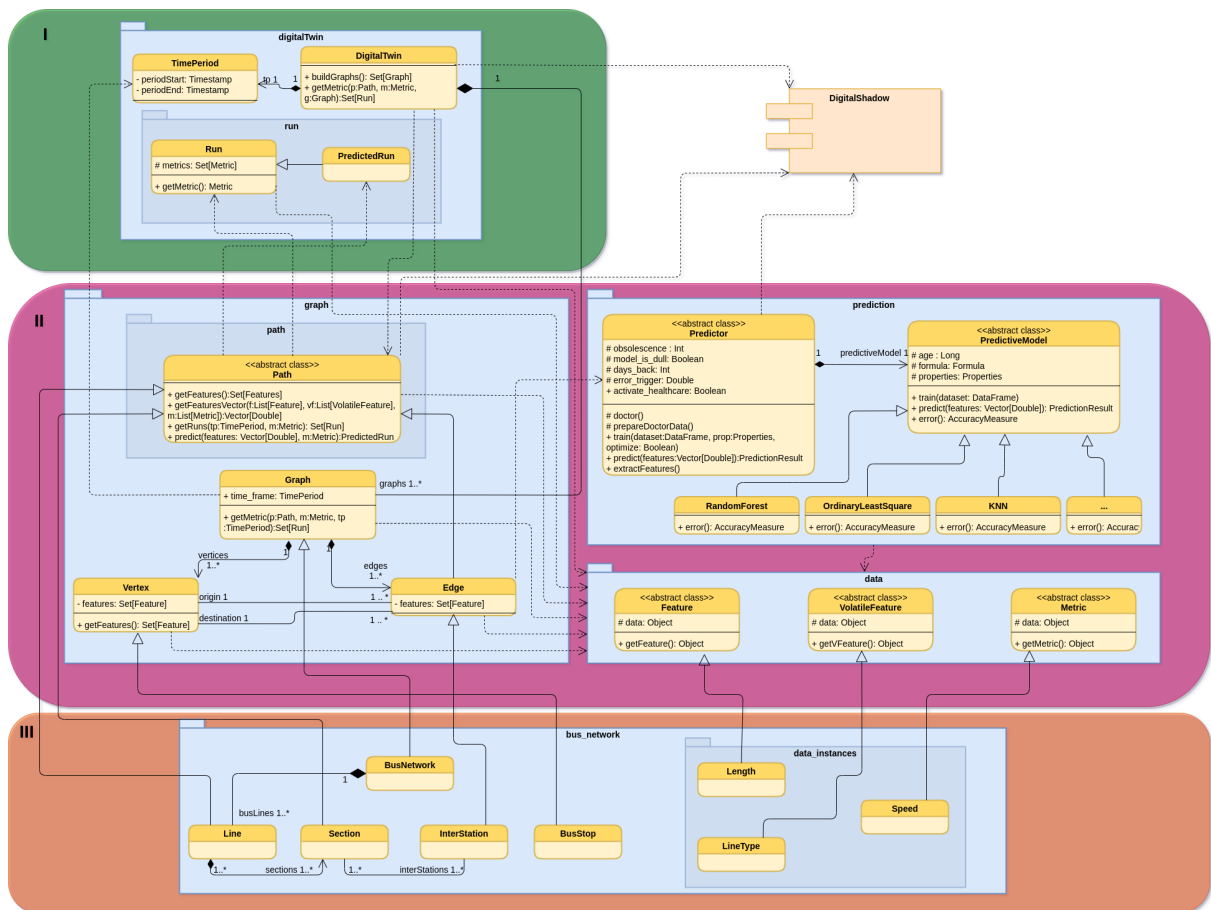 I
digitalTwin
TimePeriod
- periodStart: Timestamp
- periodEnd: Timestamp
tp 1
1
DigitalTwin
+ buildGraphs(): Set[Graph]
+ getMetric(p:Path, m:Metric,
g:Graph):Set[Run]
1
DigitalShadow
run
Run
# metrics: Set[Metric]
+ getMetric(): Metric
PredictedRun
II
graph
path
<<abstract class>>
Path
+ getFeatures():Set[Features]
+ getFeaturesVector(f:List[Feature], vf:List[VolatileFeature],
m:List[Metric]):Vector[Double]
+ getRuns(tp:TimePeriod, m:Metric): Set[Run]
+ predict(features: Vector[Double], m:Metric):PredictedRun
Graph
+ time_frame: TimePeriod
+ getMetric(p:Path, m:Metric, tp
:TimePeriod):Set[Run]
graphs 1..*
vertices
1..*
1
1
edges
1..*
Vertex
- features: Set[Feature]
+ getFeatures(): Set[Feature]
origin 1
1 .. *
destination 1
1 .. *
Edge
- features: Set[Feature]
prediction
<<abstract class>>
Predictor
# obsolescence : Int
# model_is_dull: Boolean
# days_back: Int
# error_trigger: Double
+ activate_healthcare: Boolean
# doctor()
# prepareDoctorData()
+ train(dataset:DataFrame, prop:Properties,
optimize: Boolean)
+ predict(features:Vector[Double]):PredictionResult
+ extractFeatures()
1
predictiveModel 1
<<abstract class>>
PredictiveModel
# age : Long
# formula: Formula
# properties: Properties
+ train(dataset: DataFrame)
+ predict(features: Vector[Double]): PredictionResult
+ error(): AccuracyMeasure
RandomForest
+ error(): AccuracyMeasure
OrdinaryLeastSquare
+ error(): AccuracyMeasure
KNN
+ error(): AccuracyMeasure
...
+ error(): Accurac
data
<<abstract class>>
Feature
# data: Object
+ getFeature(): Object
<<abstract class>>
VolatileFeature
# data: Object
+ getVFeature(): Object
<<abstract class>>
Metric
# data: Object
+ getMetric(): Object
III
bus_network
BusNetwork
1
busLines 1..*
Line
Section
InterStation
BusStop
1..*
sections 1..*
1..*
interStations 1..*
data_instances
Length
Speed
LineType